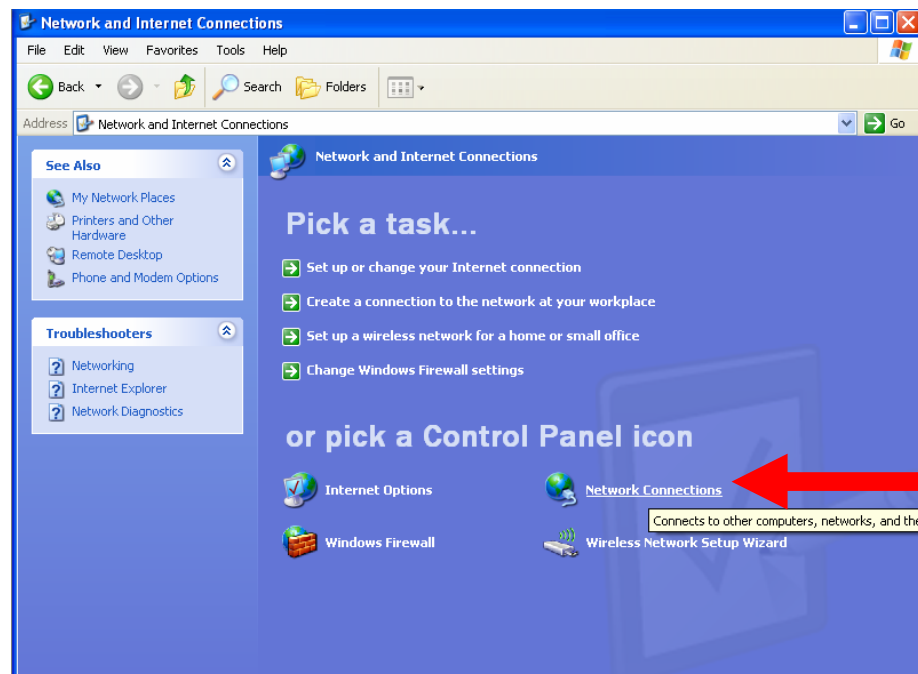 Network and Internet Connections
File Edit View Favorites Tools Help
Back Search Folders
Address Network and Internet Connections Go
See Also
My Network Places
Printers and Other
Hardware
Remote Desktop
Phone and Modem Options
Troubleshooters
Networking
Internet Explorer
Network Diagnostics
Network and Internet Connections
Pick a task...
Set up or change your Internet connection
Create a connection to the network at your workplace
Set up a wireless network for a home or small office
Change Windows Firewall settings
or pick a Control Panel icon
Internet Options
Network Connections
Connects to other computers, networks, and the
Windows Firewall
Wireless Network Setup Wizard